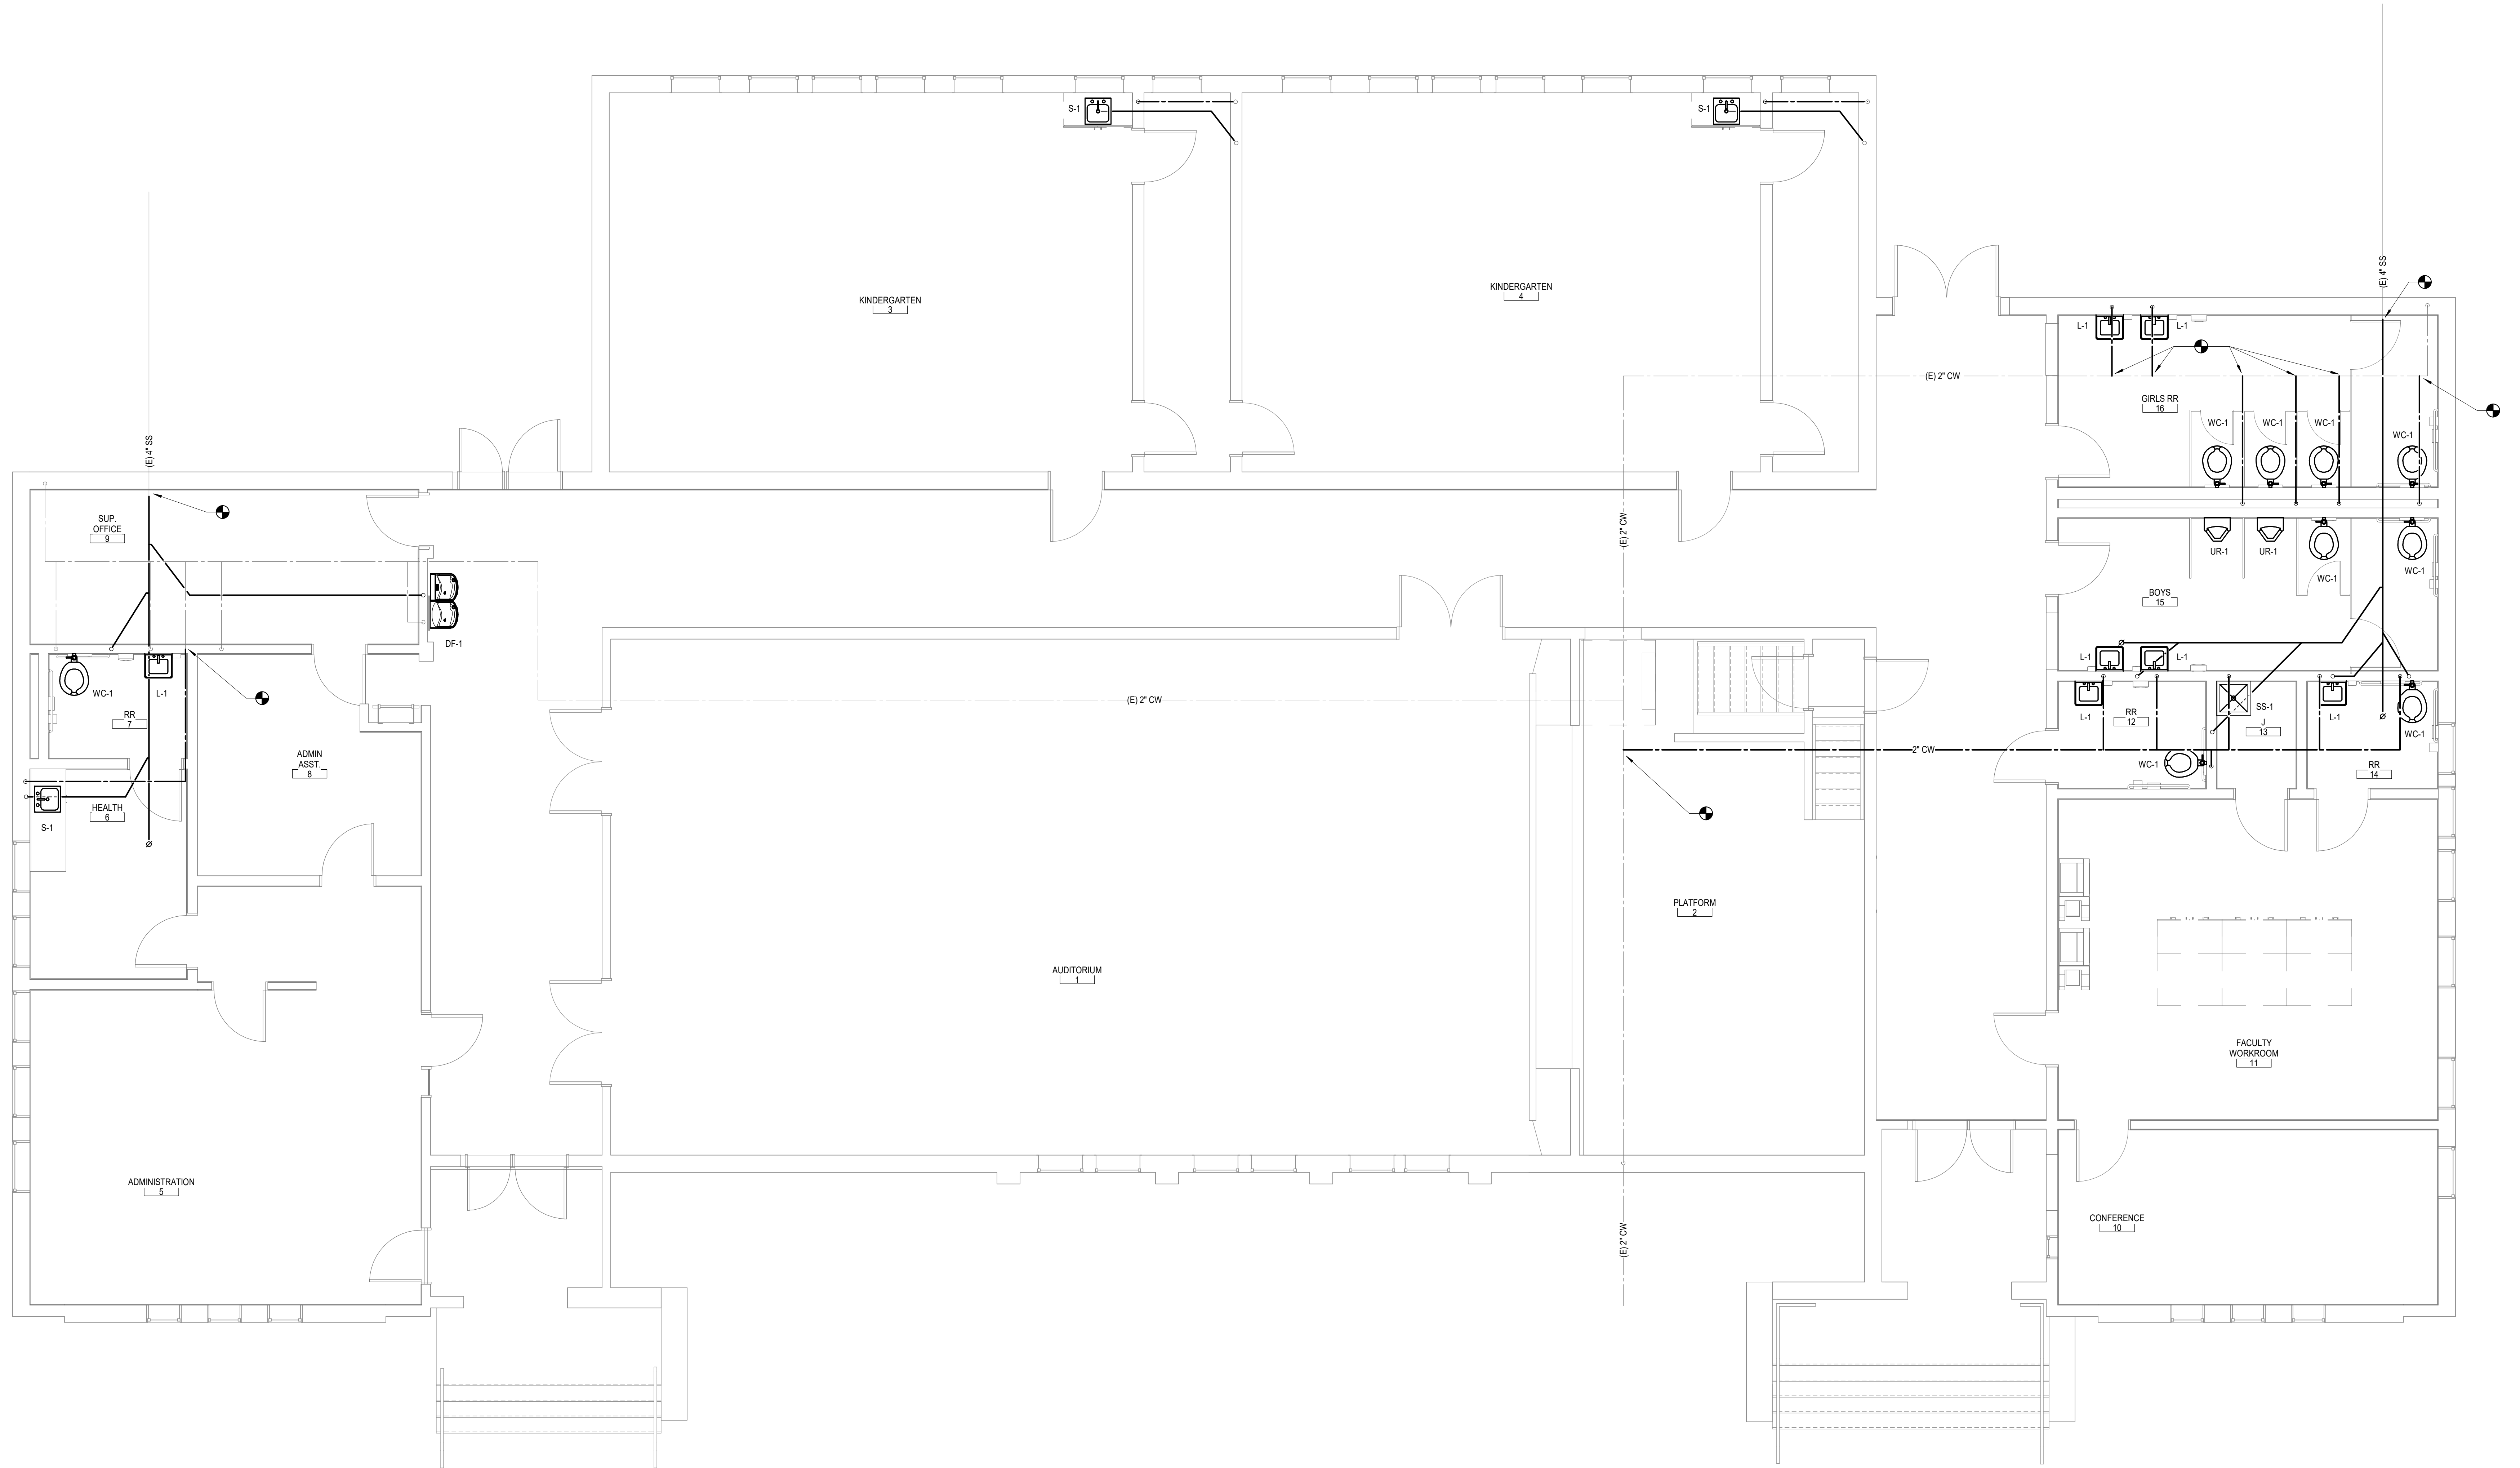 S-1
S-1
(E) 4" SS
KINDERGARTEN
4
KINDERGARTEN
3
L-1
L-1
(E) 2" CW
GIRLS RR
16
WC-1
WC-1
WC-1
WC-1
(E) 4" SS
SUP.
OFFICE
9
(E) 2" CW
UR-1
UR-1
WC-1
WC-1
BOYS
15
DF-1
L-1
L-1
WC-1
L-1
RR
7
(E) 2" CW
L-1
RR
12
SS-1
J
13
L-1
WC-1
2" CW
ADMIN
ASST.
8
WC-1
RR
14
HEALTH
6
S-1
PLATFORM
2
AUDITORIUM
1
FACULTY
WORKROOM
11
ADMINISTRATION
5
CONFERENCE
10
(E) 2" CW